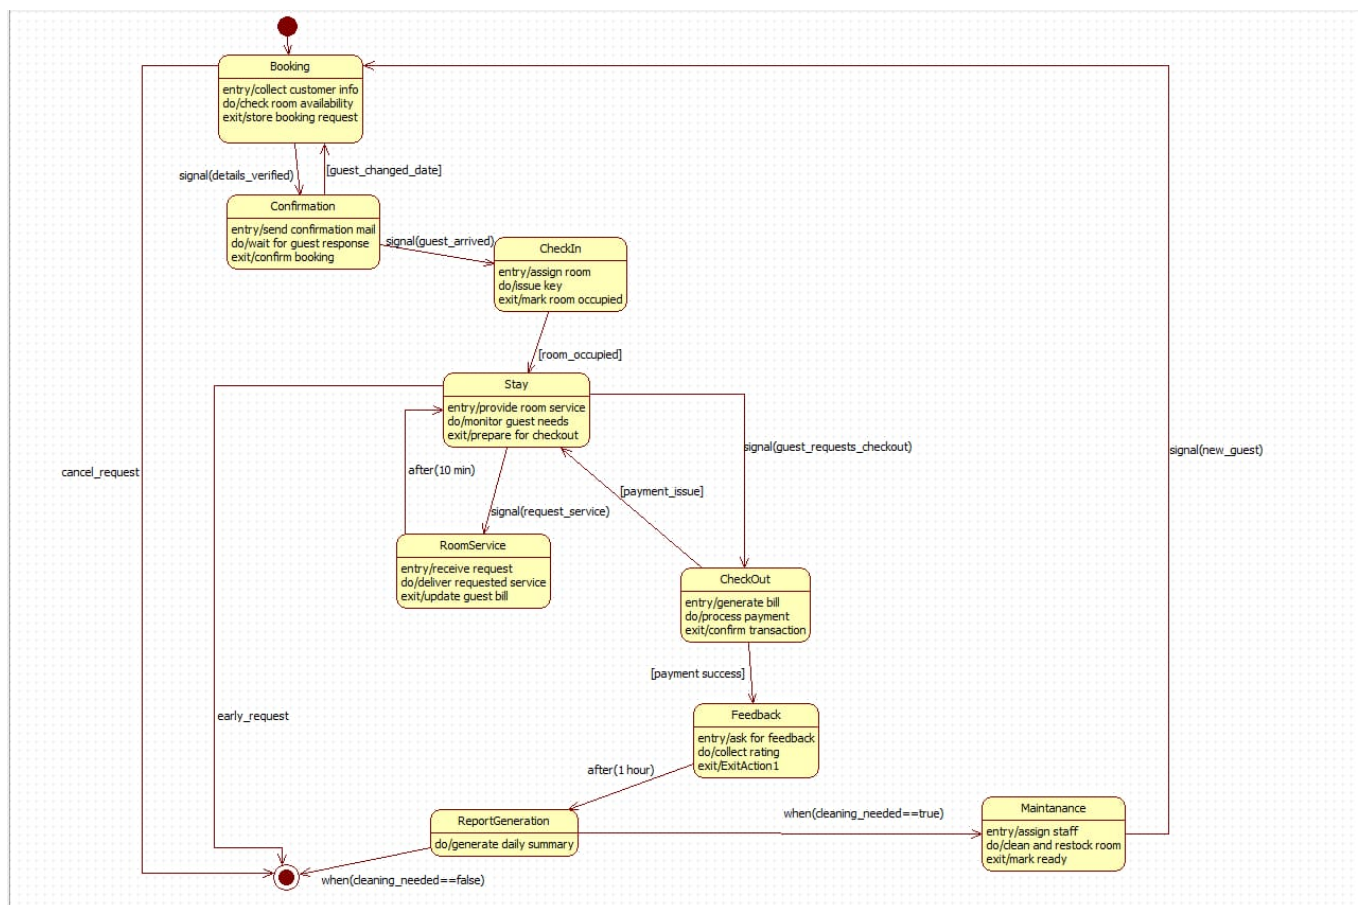 Booking
entry/collect customer info
do/check room availability
exit/store booking request
signal(details_verified)
[guest_changed_date]
Confirmation
entry/send confirmation mail
do/wait for guest response
exit/confirm booking
signal(guest_arrived)
CheckIn
entry/assign room
do/issue key
exit/mark room occupied
[room_occupied]
Stay
entry/provide room service
do/monitor guest needs
exit/prepare for checkout
signal(guest_requests_checkout)
signal(new_guest)
cancel_request
after(10 min)
[payment_issue]
signal(request_service)
RoomService
entry/receive request
do/deliver requested service
exit/update guest bill
CheckOut
entry/generate bill
do/process payment
exit/confirm transaction
[payment success]
early_request
Feedback
entry/ask for feedback
do/collect rating
exit/ExitAction1
after(1 hour)
ReportGeneration
do/generate daily summary
when(cleaning_needed==true)
Maintanance
entry/assign staff
do/clean and restock room
exit/mark ready
when(cleaning_needed==false)